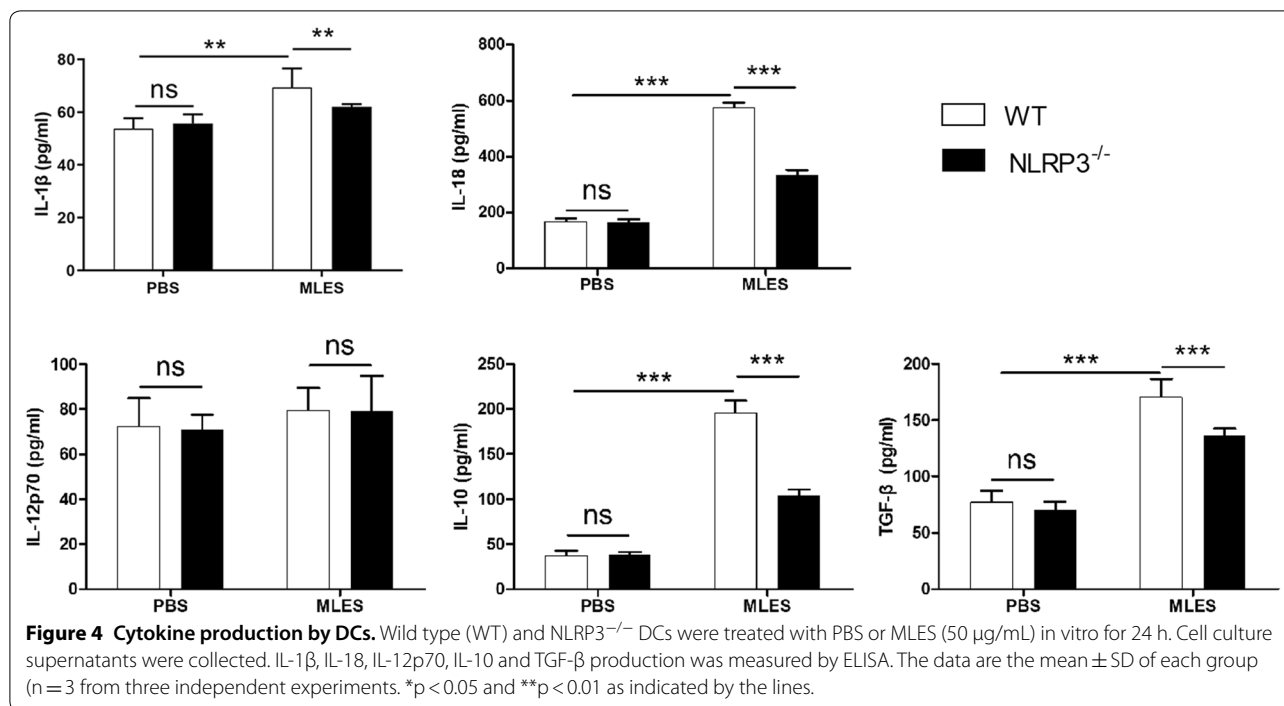 ** **
ns
IL-1β (pg/ml)
80
60
40
20
0
PBS MLES
*** ***
ns
IL-18 (pg/ml)
800
600
400
200
0
PBS MLES
WT
NLRP3-/-
ns ns
IL-12p70 (pg/ml)
100
80
60
40
20
0
PBS MLES
*** ***
ns
IL-10 (pg/ml)
250
200
150
100
50
0
PBS MLES
*** ***
ns
TGF-β (pg/ml)
200
150
100
50
0
PBS MLES
Figure 4 Cytokine production by DCs. Wild type (WT) and NLRP3−/− DCs were treated with PBS or MLES (50 µg/mL) in vitro for 24 h. Cell culture
supernatants were collected. IL-1β, IL-18, IL-12p70, IL-10 and TGF-β production was measured by ELISA. The data are the mean ± SD of each group
(n = 3 from three independent experiments. *p < 0.05 and **p < 0.01 as indicated by the lines.